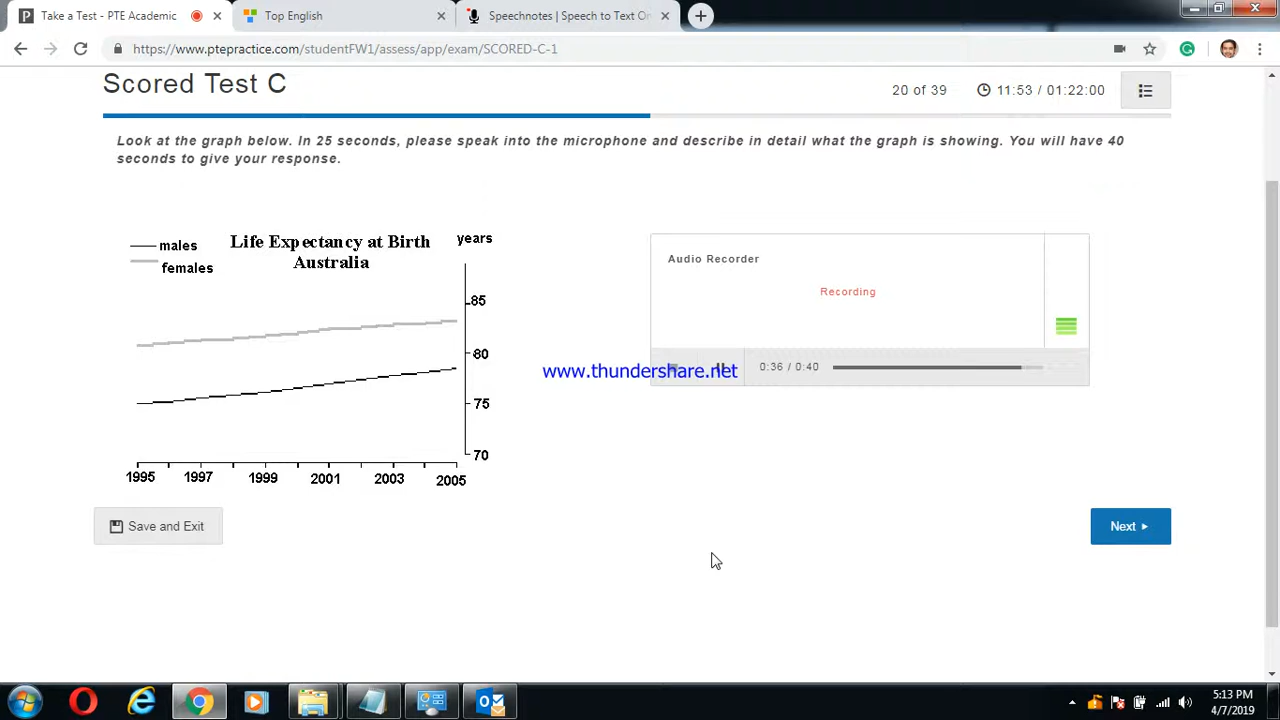 Take a Test - PTE Academic
Top English
Speechnotes | Speech to Text On
https://www.ptepractice.com/studentFW1/assess/app/exam/SCORED-C-1
Scored Test C
20 of 39
11:53 / 01:22:00
Look at the graph below. In 25 seconds, please speak into the microphone and describe in detail what the graph is showing. You will have 40
seconds to give your response.
males
females
Life Expectancy at Birth
Australia
years
85
80
75
70
1995 1997 1999 2001 2003 2005
Audio Recorder
Recording
www.thundershare.net
0:36 / 0:40
Save and Exit
Next
5:13 PM
4/7/2019